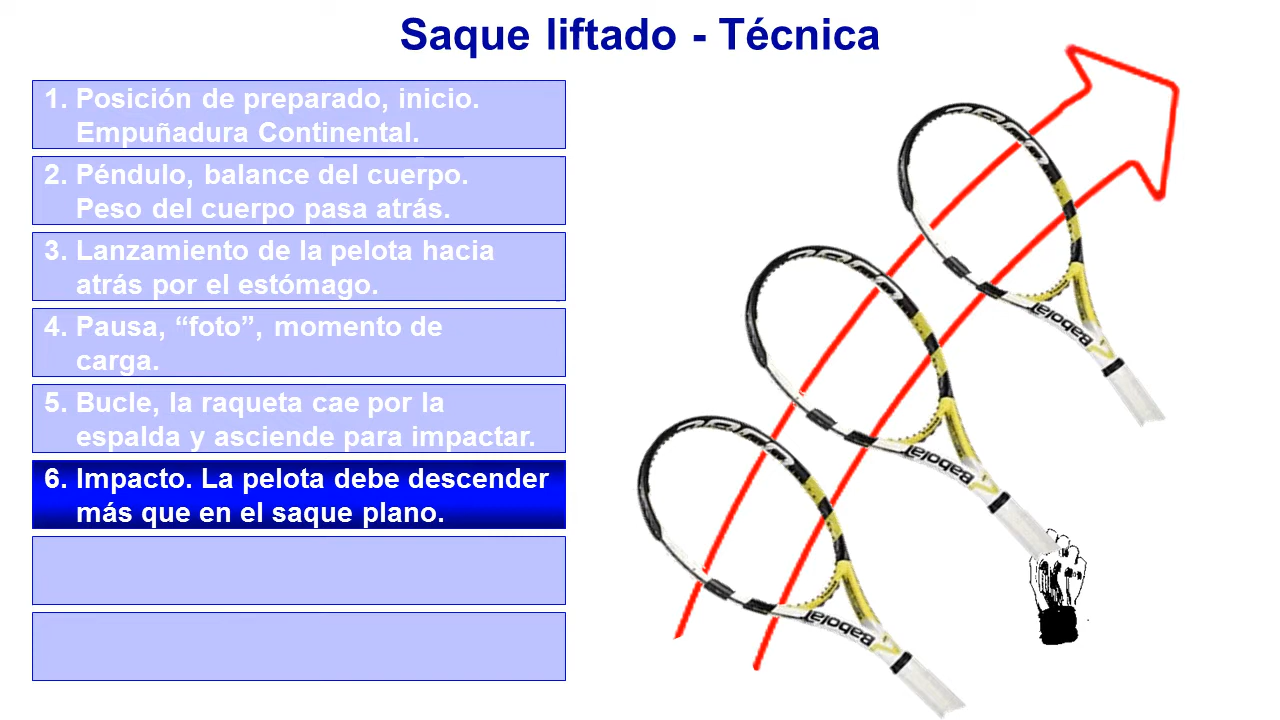 Saque liftado - Técnica
1. Posición de preparado, inicio.
Empuñadura Continental.
2. Péndulo, balance del cuerpo.
Peso del cuerpo pasa atrás.
3. Lanzamiento de la pelota hacia
atrás por el estómago.
4. Pausa, “foto”, momento de
carga.
5. Bucle, la raqueta cae por la
espalda y asciende para impactar.
6. Impacto. La pelota debe descender
más que en el saque plano.
Babolat
Babolat
Babolat